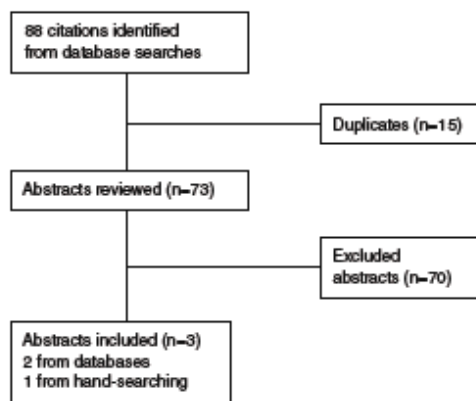 88 citations identified
from database searches
Duplicates (n=15)
Abstracts reviewed (n=73)
Excluded
abstracts (n=70)
Abstracts included (n=3)
2 from databases
1 from hand-searching